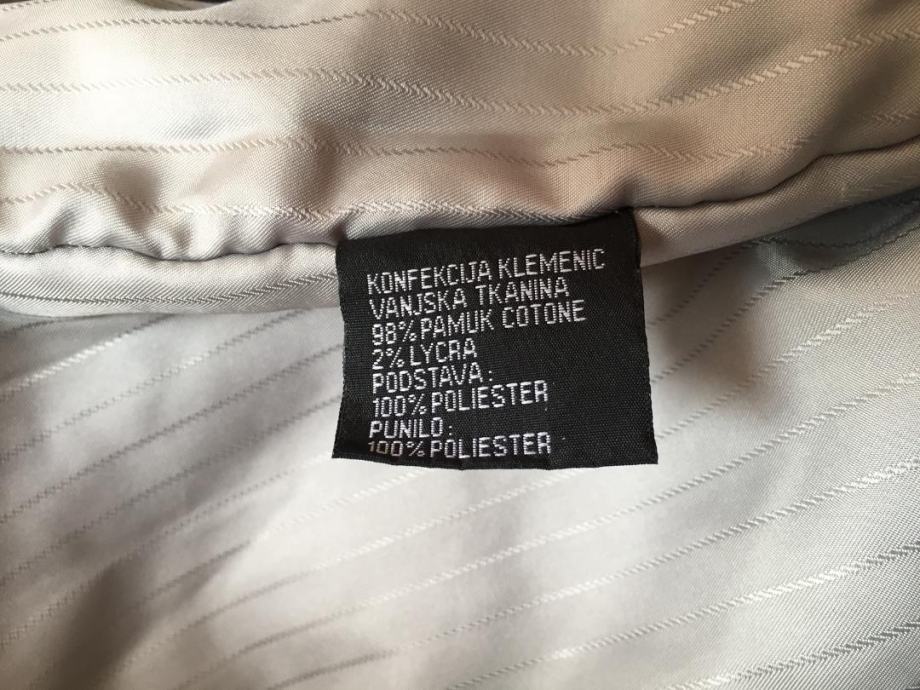 KONFEKCIJA KLEMENIC
VANJSKA TKANINA
98% PAMUK COTONE
2% LYCRA
PODSTAVA:
100% POLIESTER
PUNILO:
100% POLIESTER